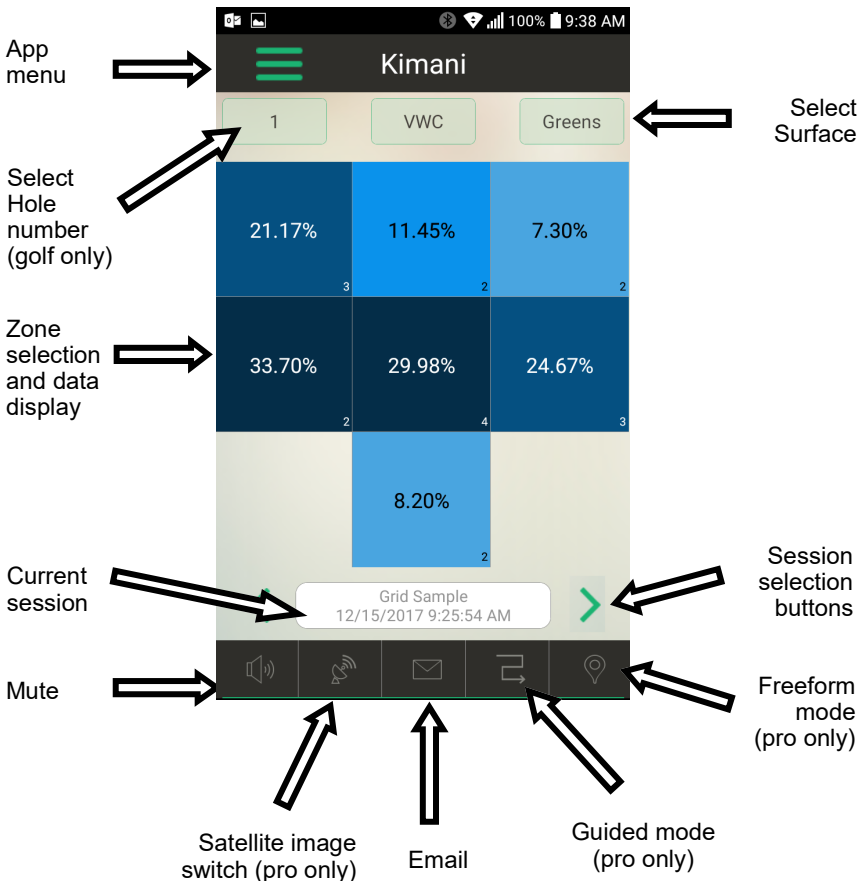 100% 9:38 AM
App
menu
Kimani
1
VWC
Greens
Select
Surface
Select
Hole
number
(golf only)
21.17%
3
11.45%
2
7.30%
2
Zone
selection
and data
display
33.70%
2
29.98%
4
24.67%
3
8.20%
2
Current
session
Grid Sample
12/15/2017 9:25:54 AM
Session
selection
buttons
Mute
Freeform
mode
(pro only)
Satellite image
switch (pro only)
Email
Guided mode
(pro only)